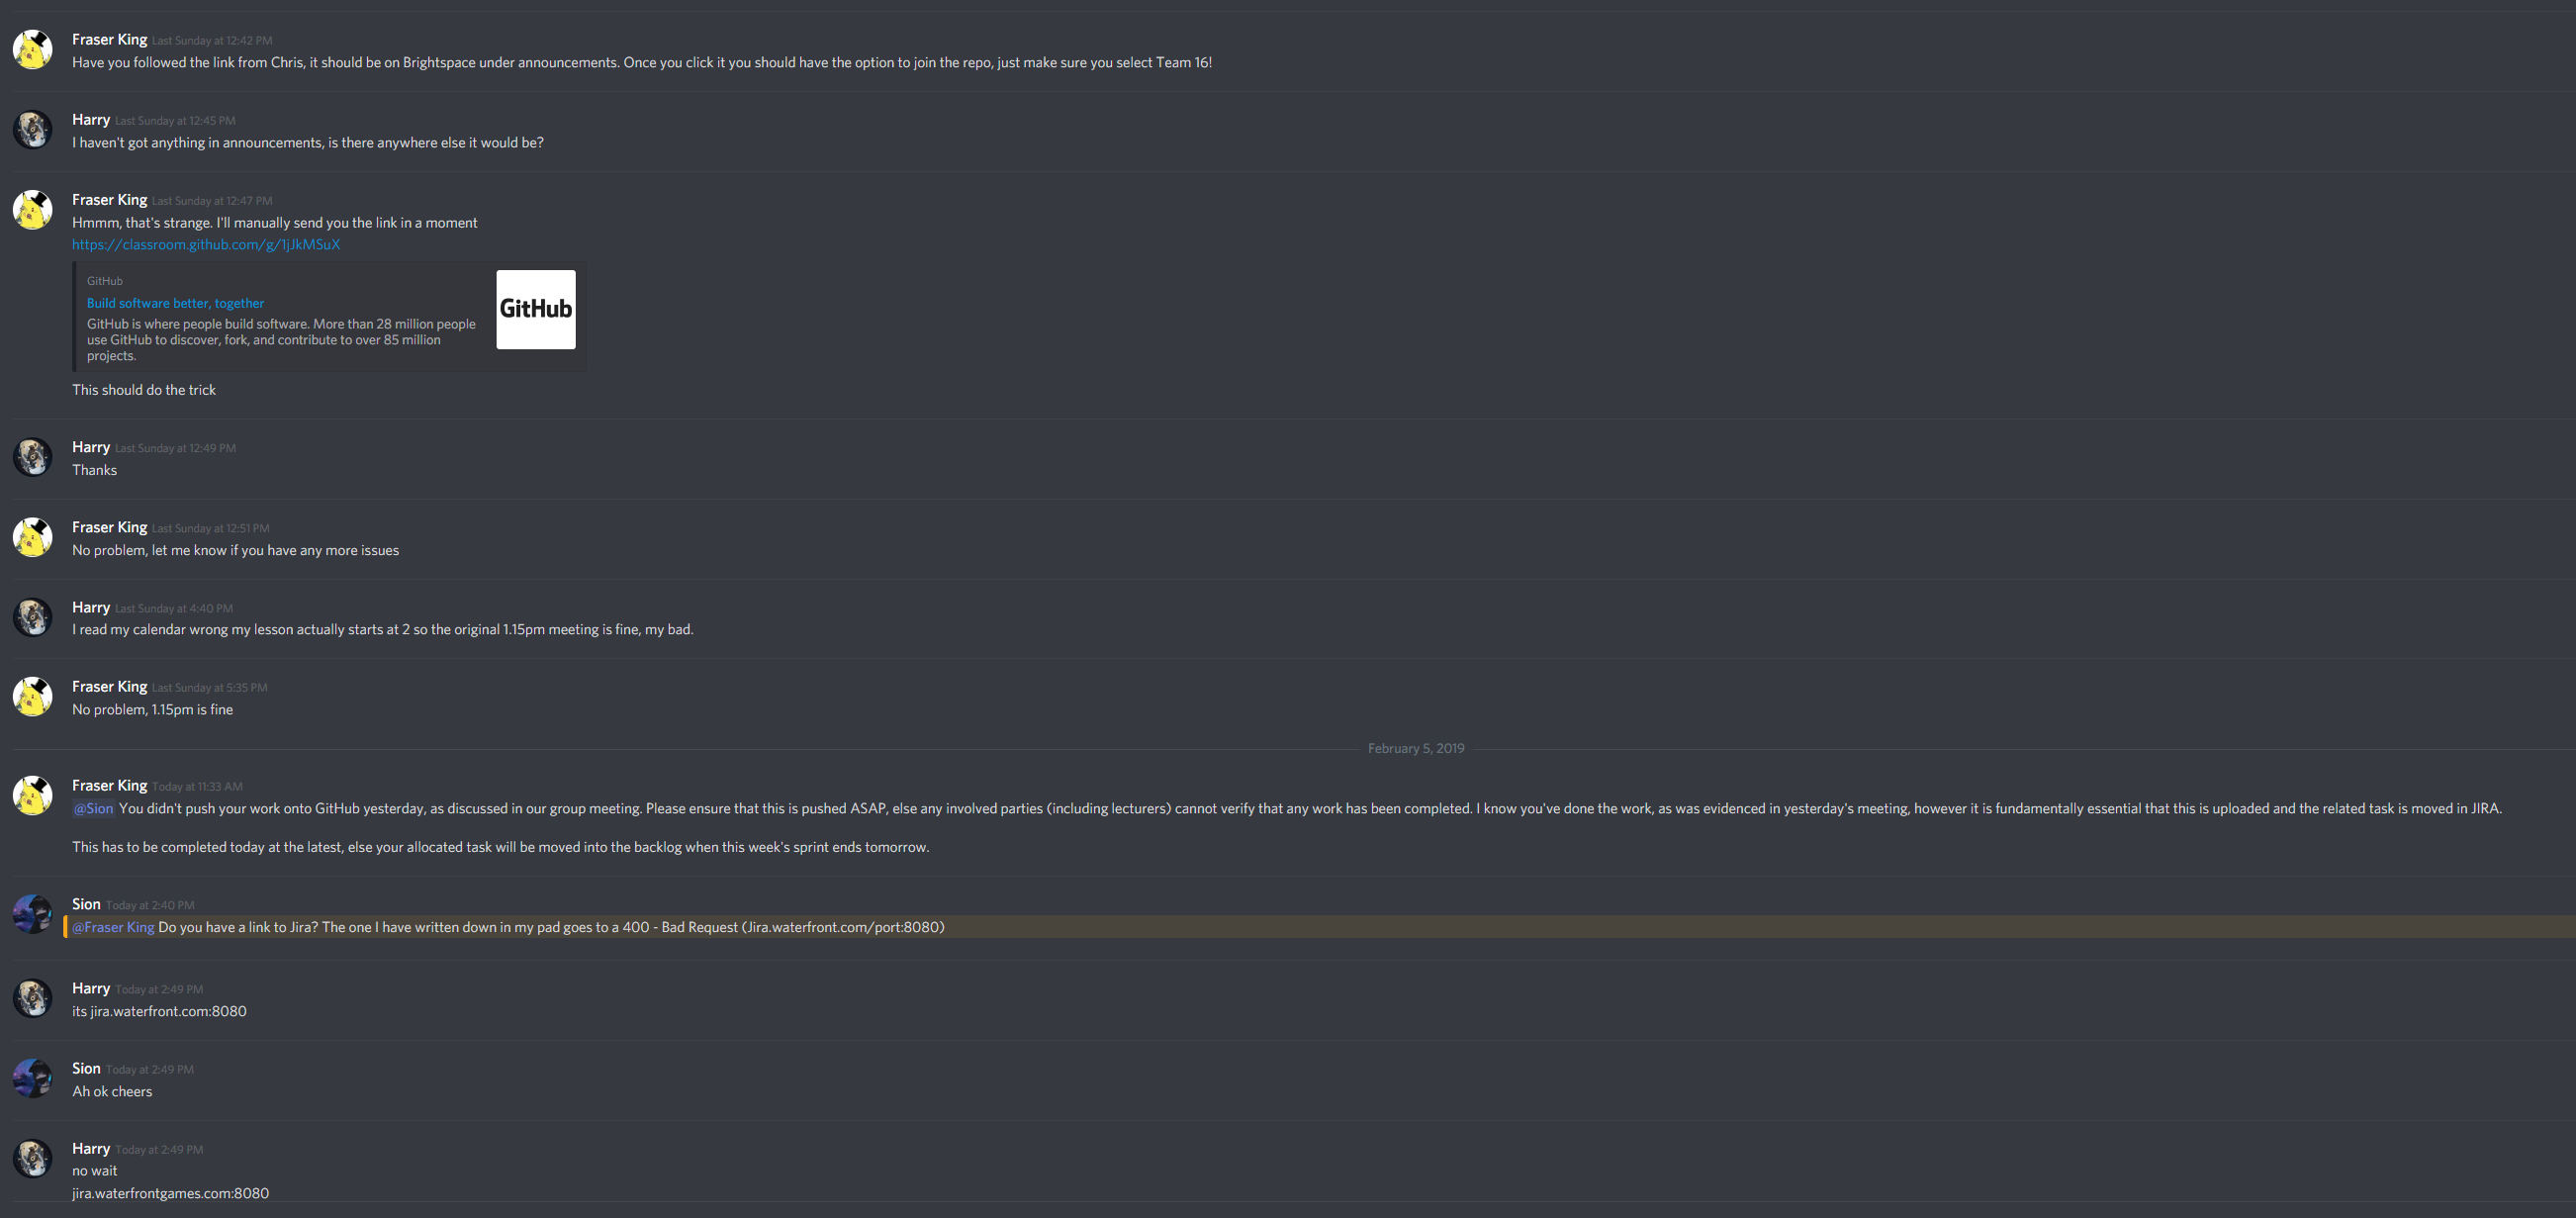 Fraser King Last Sunday at 12:42 PM
Have you followed the link from Chris, it should be on Brightspace under announcements. Once you click it you should have the option to join the repo, just make sure you select Team 16!
Harry Last Sunday at 12:45 PM
I haven't got anything in announcements, is there anywhere else it would be?
Fraser King Last Sunday at 12:47 PM
Hmmm, that's strange. I'll manually send you the link in a moment
https://classroom.github.com/g/1jJkMSuX
GitHub
Build software better, together
GitHub is where people build software. More than 28 million people
use GitHub to discover, fork, and contribute to over 85 million
projects.
GitHub
This should do the trick
Harry Last Sunday at 12:49 PM
Thanks
Fraser King Last Sunday at 12:51 PM
No problem, let me know if you have any more issues
Harry Last Sunday at 4:40 PM
I read my calendar wrong my lesson actually starts at 2 so the original 1.15pm meeting is fine, my bad.
Fraser King Last Sunday at 5:35 PM
No problem, 1.15pm is fine
February 5, 2019
Fraser King Today at 11:33 AM
@Sion You didn't push your work onto GitHub yesterday, as discussed in our group meeting. Please ensure that this is pushed ASAP, else any involved parties (including lecturers) cannot verify that any work has been completed. I know you've done the work, as was evidenced in yesterday's meeting, however it is fundamentally essential that this is uploaded and the related task is moved in JIRA.
This has to be completed today at the latest, else your allocated task will be moved into the backlog when this week's sprint ends tomorrow.
Sion Today at 2:40 PM
@Fraser King Do you have a link to Jira? The one I have written down in my pad goes to a 400 - Bad Request (Jira.waterfront.com/port:8080)
Harry Today at 2:49 PM
its jira.waterfront.com:8080
Sion Today at 2:49 PM
Ah ok cheers
Harry Today at 2:49 PM
no wait
jira.waterfrontgames.com:8080